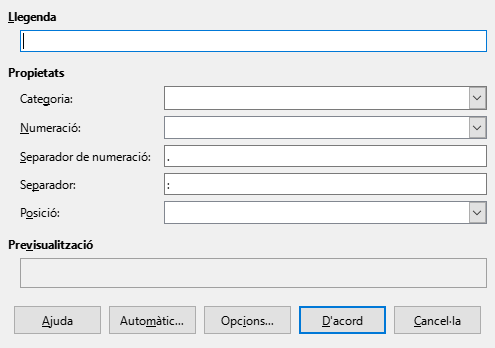 Llegenda
Propietats
Categoria:
Numeració:
Separador de numeració: .
Separador: :
Posició:
Previsualització
Ajuda Automàtic... Opcions... D'acord Cancel·la